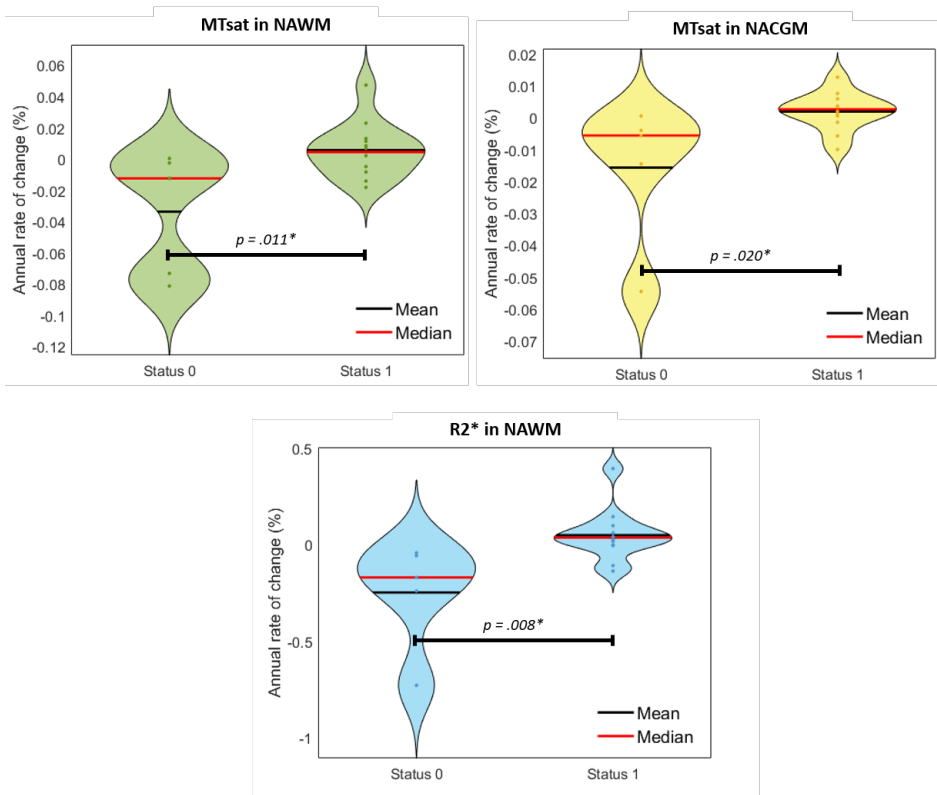 MTsat in NAWM
Annual rate of change (%)
0.06
0.04
0.02
0
-0.02
-0.04
-0.06
-0.08
-0.1
-0.12
p = .011*
Mean
Median
Status 0
Status 1
MTsat in NACGM
Annual rate of change (%)
0.02
0.01
0
-0.01
-0.02
-0.03
-0.04
-0.05
-0.06
-0.07
p = .020*
Mean
Median
Status 0
Status 1
R2* in NAWM
Annual rate of change (%)
0.5
0
-0.5
-1
p = .008*
Mean
Median
Status 0
Status 1